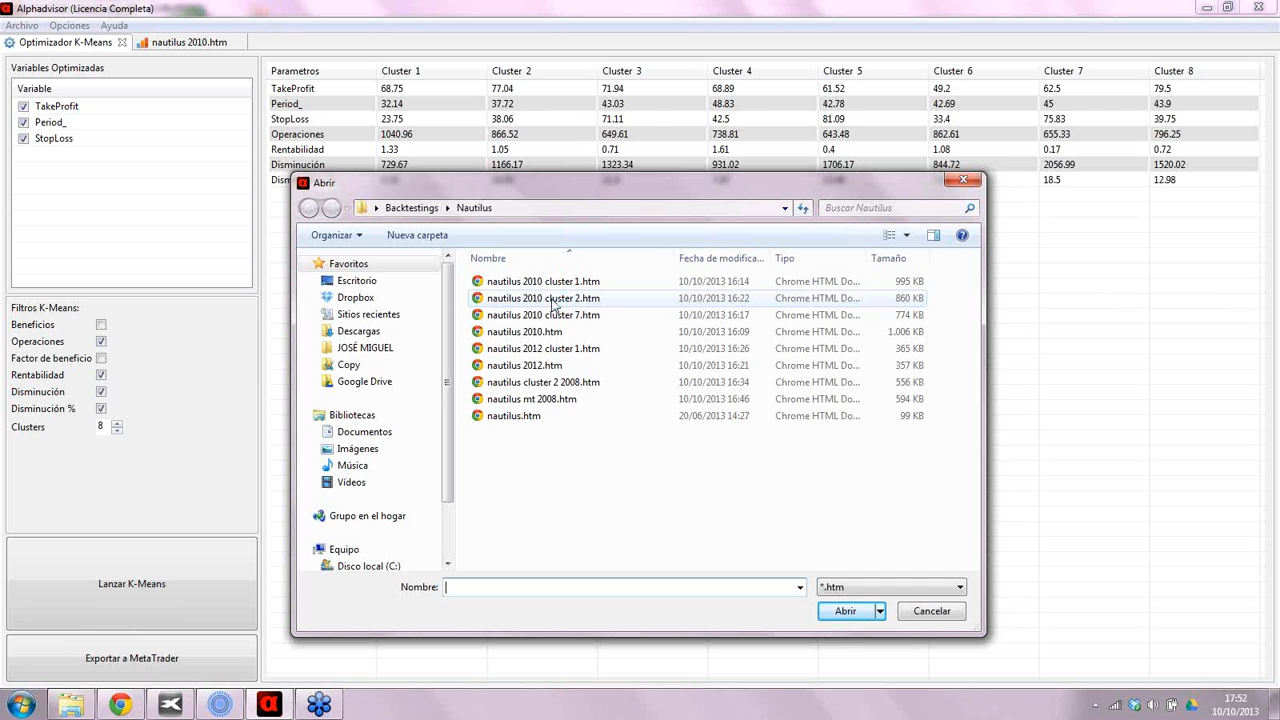 Alphadvisor (Licencia Completa)
Archivo Opciones Ayuda
Optimizador K-Means nautilus 2010.htm
Variables Optimizadas
Variable
TakeProfit
Period_
StopLoss
Filtros K-Means:
Beneficios
Operaciones
Factor de beneficio
Rentabilidad
Disminución
Disminución %
Clusters 8
Lanzar K-Means
Exportar a MetaTrader
Parametros Cluster 1 Cluster 2 Cluster 3 Cluster 4 Cluster 5 Cluster 6 Cluster 7 Cluster 8
TakeProfit 68.75 77.04 71.94 68.89 61.52 49.2 62.5 79.5
Period_ 32.14 37.72 43.03 48.83 42.78 42.69 45 43.9
StopLoss 23.75 38.06 71.11 42.5 81.09 33.4 75.83 39.75
Operaciones 1040.96 866.52 649.61 738.81 643.48 862.61 655.33 796.25
Rentabilidad 1.33 1.05 0.71 1.61 0.4 1.08 0.17 0.72
Disminución 729.67 1166.17 1323.34 931.02 1706.17 844.72 2056.99 1520.02
18.5 12.98
Abrir
Backtestings Nautilus
Buscar Nautilus
Organizar Nueva carpeta
Favoritos
Escritorio
Dropbox
Sitios recientes
Descargas
JOSÉ MIGUEL
Copy
Google Drive
Bibliotecas
Documentos
Imágenes
Música
Vídeos
Grupo en el hogar
Equipo
Disco local (C:)
Nombre Fecha de modifica... Tipo Tamaño
nautilus 2010 cluster 1.htm 10/10/2013 16:14 Chrome HTML Do... 995 KB
nautilus 2010 cluster 2.htm 10/10/2013 16:22 Chrome HTML Do... 860 KB
nautilus 2010 cluster 7.htm 10/10/2013 16:17 Chrome HTML Do... 774 KB
nautilus 2010.htm 10/10/2013 16:09 Chrome HTML Do... 1.006 KB
nautilus 2012 cluster 1.htm 10/10/2013 16:26 Chrome HTML Do... 365 KB
nautilus 2012.htm 10/10/2013 16:21 Chrome HTML Do... 357 KB
nautilus cluster 2 2008.htm 10/10/2013 16:34 Chrome HTML Do... 556 KB
nautilus mt 2008.htm 10/10/2013 16:46 Chrome HTML Do... 594 KB
nautilus.htm 20/06/2013 14:27 Chrome HTML Do... 99 KB
Nombre: *.htm
Abrir Cancelar
17:52
10/10/2013